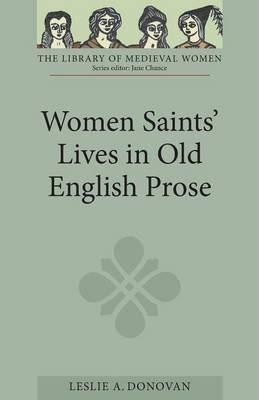 THE LIBRARY OF MEDIEVAL WOMEN
Series editor: Jane Chance
Women Saints’
Lives in Old
English Prose
LESLIE A. DONOVAN